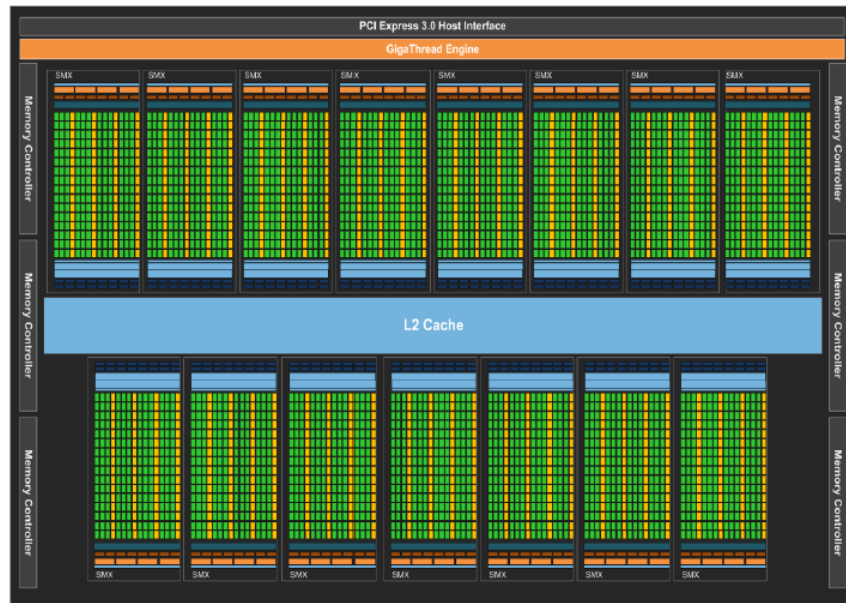 PCI Express 3.0 Host Interface
GigaThread Engine
SMX SMX SMX SMX SMX SMX SMX SMX
Memory Controller
Memory Controller
Memory Controller
Memory Controller
L2 Cache
Memory Controller
Memory Controller
SMX SMX SMX SMX SMX SMX SMX